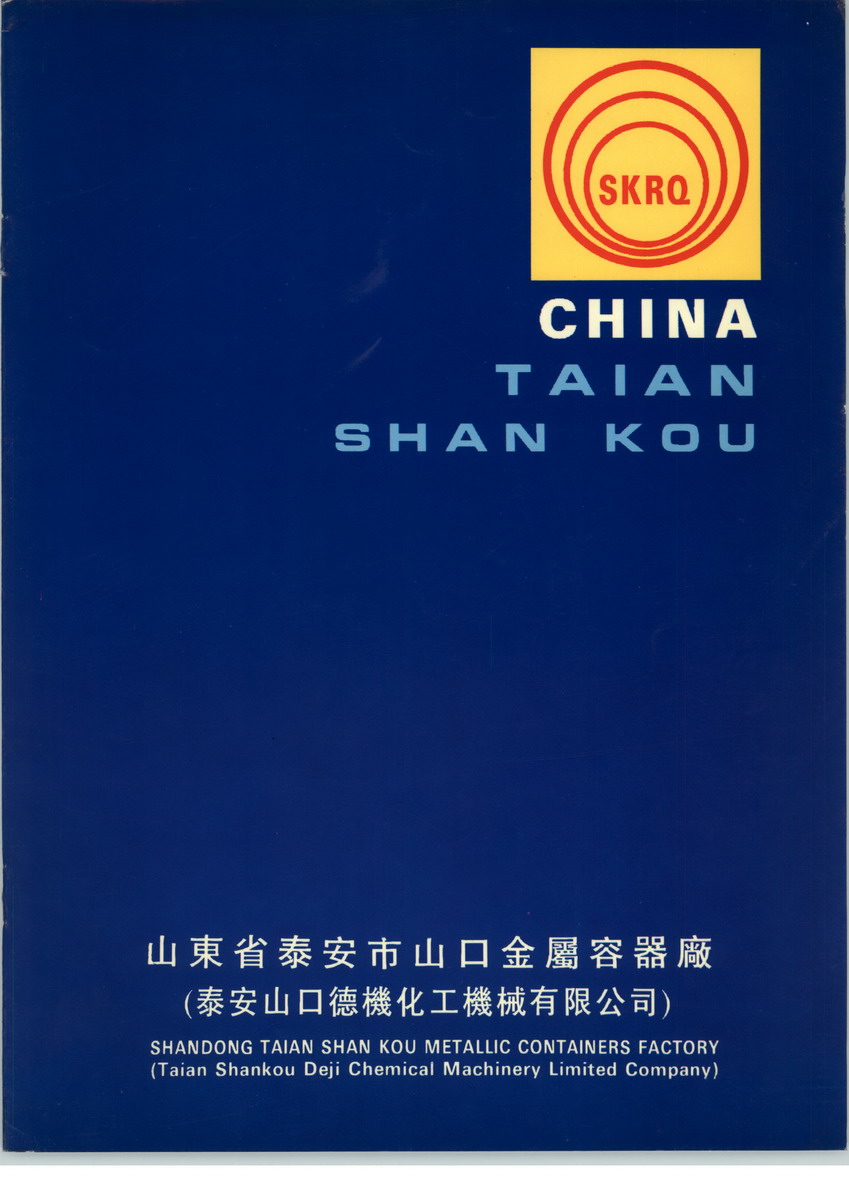 SKRQ
CHINA
TAIAN
SHAN KOU
山東省泰安市山口金屬容器廠
(泰安山口德機化工機械有限公司)
SHANDONG TAIAN SHAN KOU METALLIC CONTAINERS FACTORY
(Taian Shankou Deji Chemical Machinery Limited Company)